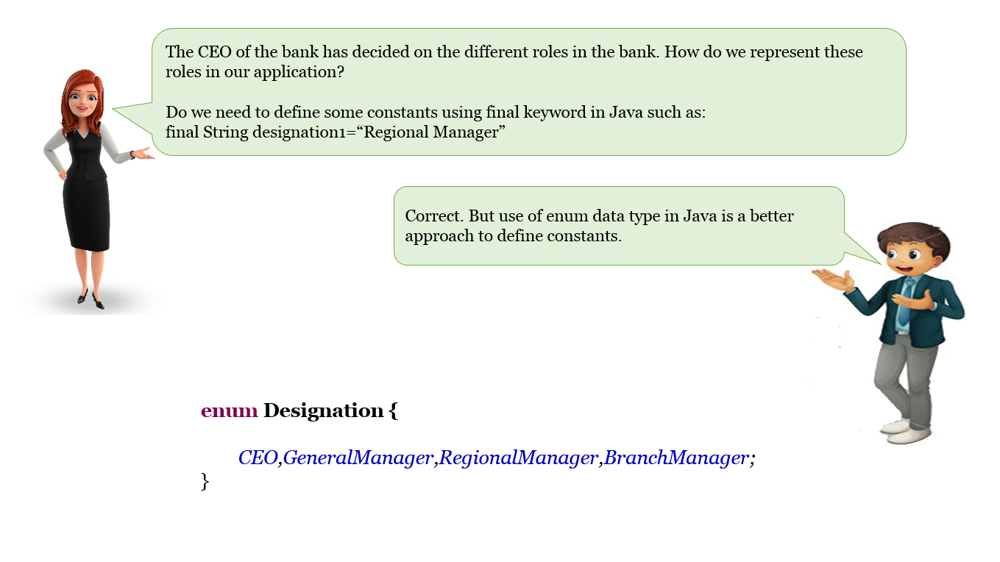 The CEO of the bank has decided on the different roles in the bank. How do we represent these
roles in our application?
Do we need to define some constants using final keyword in Java such as:
final String designation1=“Regional Manager”
Correct. But use of enum data type in Java is a better
approach to define constants.
enum Designation {
CEO,GeneralManager,RegionalManager,BranchManager;
}